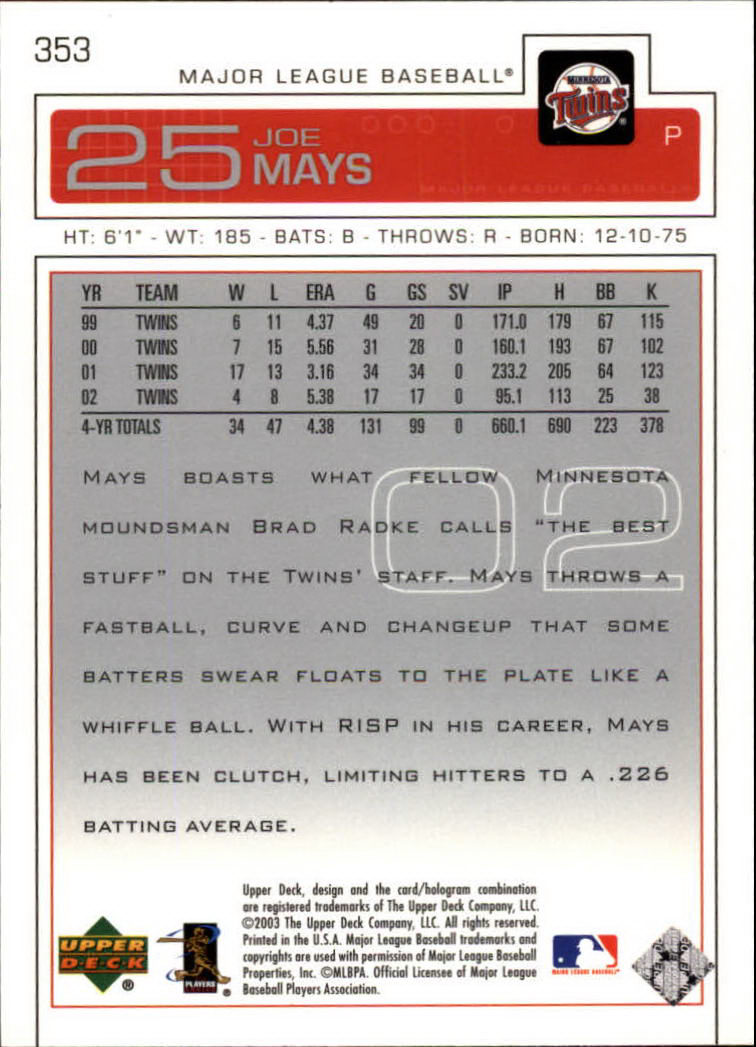 353
MAJOR LEAGUE BASEBALL®
MINNESOTA
Twins
®
25 JOE MAYS
P
MAJOR LEAGUE BASEBALL
HT: 6'1" - WT: 185 - BATS: B - THROWS: R - BORN: 12-10-75
YR TEAM W L ERA G GS SV IP H BB K
99 TWINS 6 11 4.37 49 20 0 171.0 179 67 115
00 TWINS 7 15 5.56 31 28 0 160.1 193 67 102
01 TWINS 17 13 3.16 34 34 0 233.2 205 64 123
02 TWINS 4 8 5.38 17 17 0 95.1 113 25 38
4-YR TOTALS 34 47 4.38 131 99 0 660.1 690 223 378
02
MAYS BOASTS WHAT FELLOW MINNESOTA
MOUNDSMAN BRAD RADKE CALLS “THE BEST
STUFF” ON THE TWINS’ STAFF. MAYS THROWS A
FASTBALL, CURVE AND CHANGEUP THAT SOME
BATTERS SWEAR FLOATS TO THE PLATE LIKE A
WHIFFLE BALL. WITH RISP IN HIS CAREER, MAYS
HAS BEEN CLUTCH, LIMITING HITTERS TO A .226
BATTING AVERAGE.
Upper Deck, design and the card/hologram combination
are registered trademarks of The Upper Deck Company, LLC.
©2003 The Upper Deck Company, LLC. All rights reserved.
Printed in the U.S.A. Major League Baseball trademarks and
copyrights are used with permission of Major League Baseball
Properties, Inc. ©MLBPA. Official Licensee of Major League
Baseball Players Association.
UPPER
D·E·C·K
®
PLAYERS
®
MAJOR LEAGUE BASEBALL